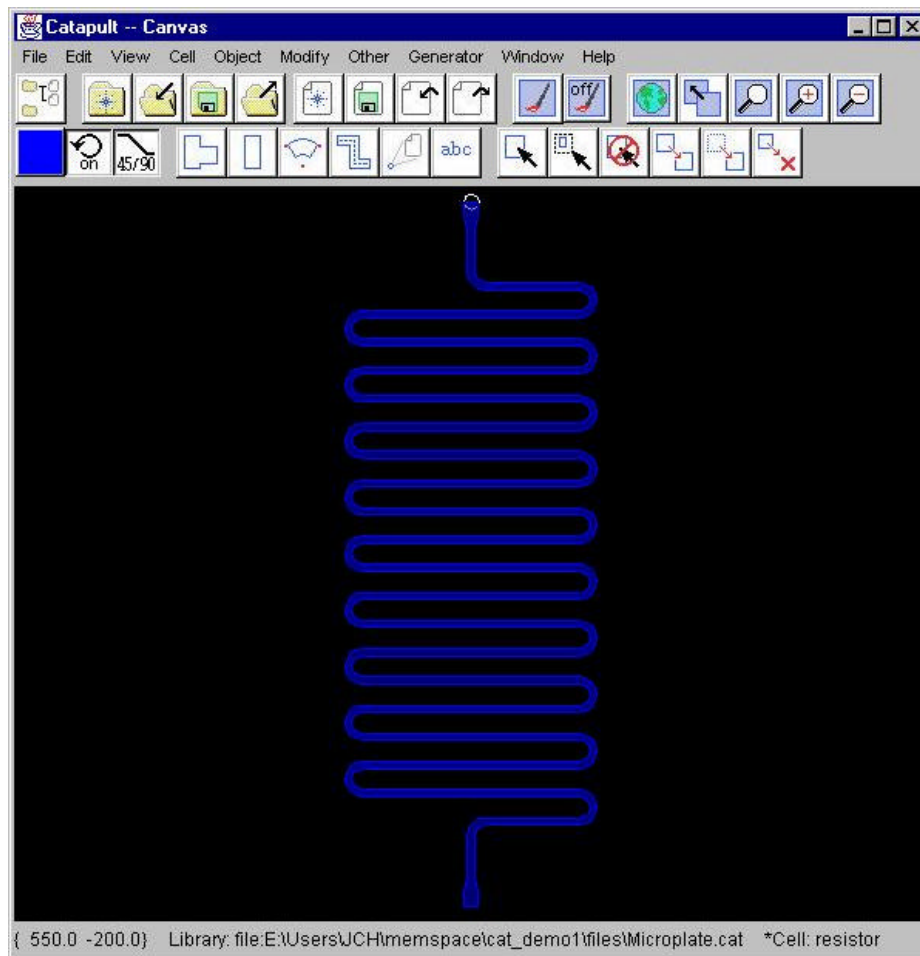 Catapult -- Canvas
File Edit View Cell Object Modify Other Generator Window Help
off
on 45/90 abc
{ 550.0 -200.0} Library: file:E:\Users\JCH\memspace\cat_demo1\files\Microplate.cat *Cell: resistor